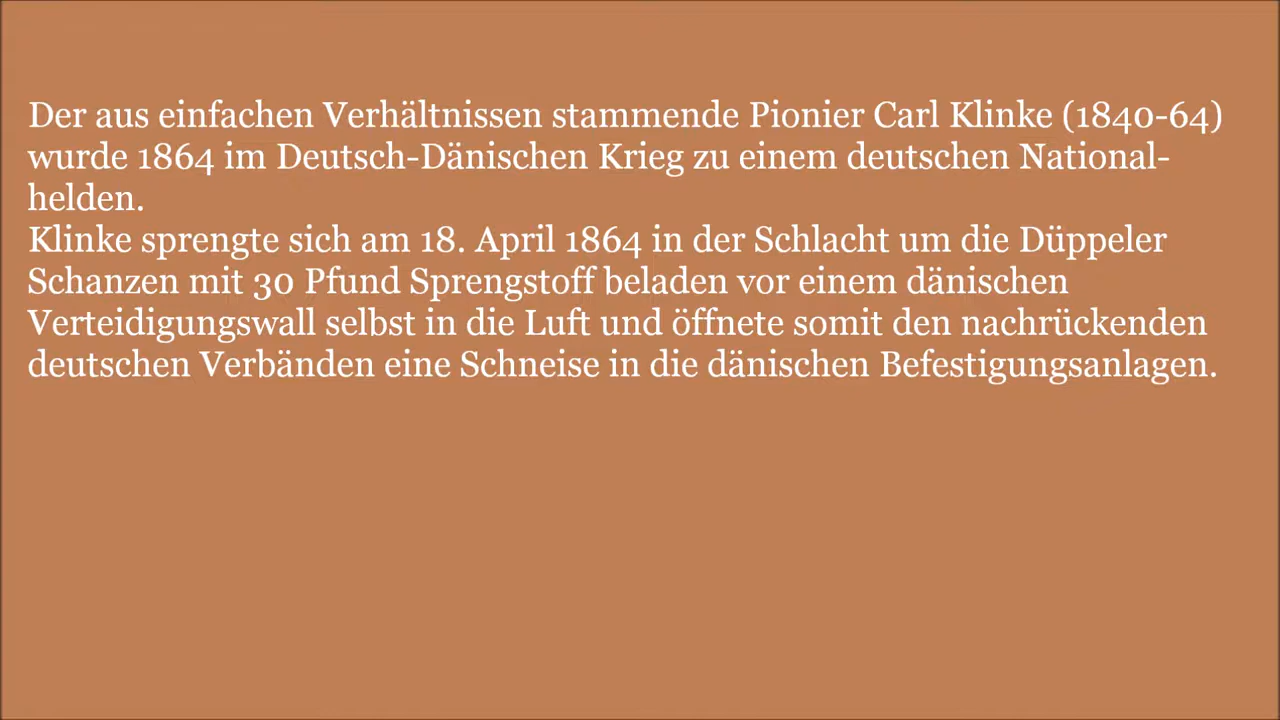 Der aus einfachen Verhältnissen stammende Pionier Carl Klinke (1840-64)
wurde 1864 im Deutsch-Dänischen Krieg zu einem deutschen National-
helden.
Klinke sprengte sich am 18. April 1864 in der Schlacht um die Düppeler
Schanzen mit 30 Pfund Sprengstoff beladen vor einem dänischen
Verteidigungswall selbst in die Luft und öffnete somit den nachrückenden
deutschen Verbänden eine Schneise in die dänischen Befestigungsanlagen.